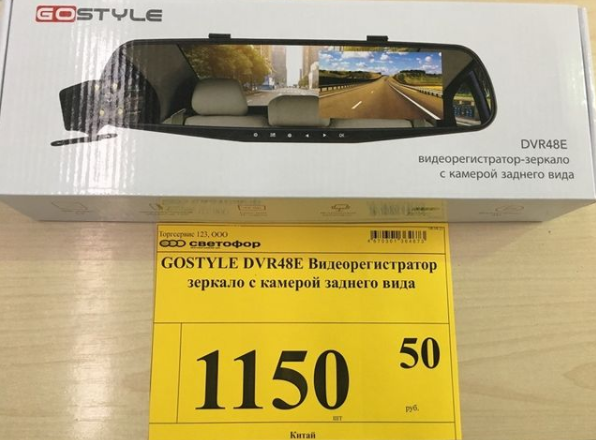 GOSTYLE
DVR48E
видеорегистратор-зеркало
с камерой заднего вида
Торгсервис 123, ООО
светофор
GOSTYLE DVR48E Видеорегистратор
зеркало с камерой заднего вида
1150 50
шт руб.
Китай